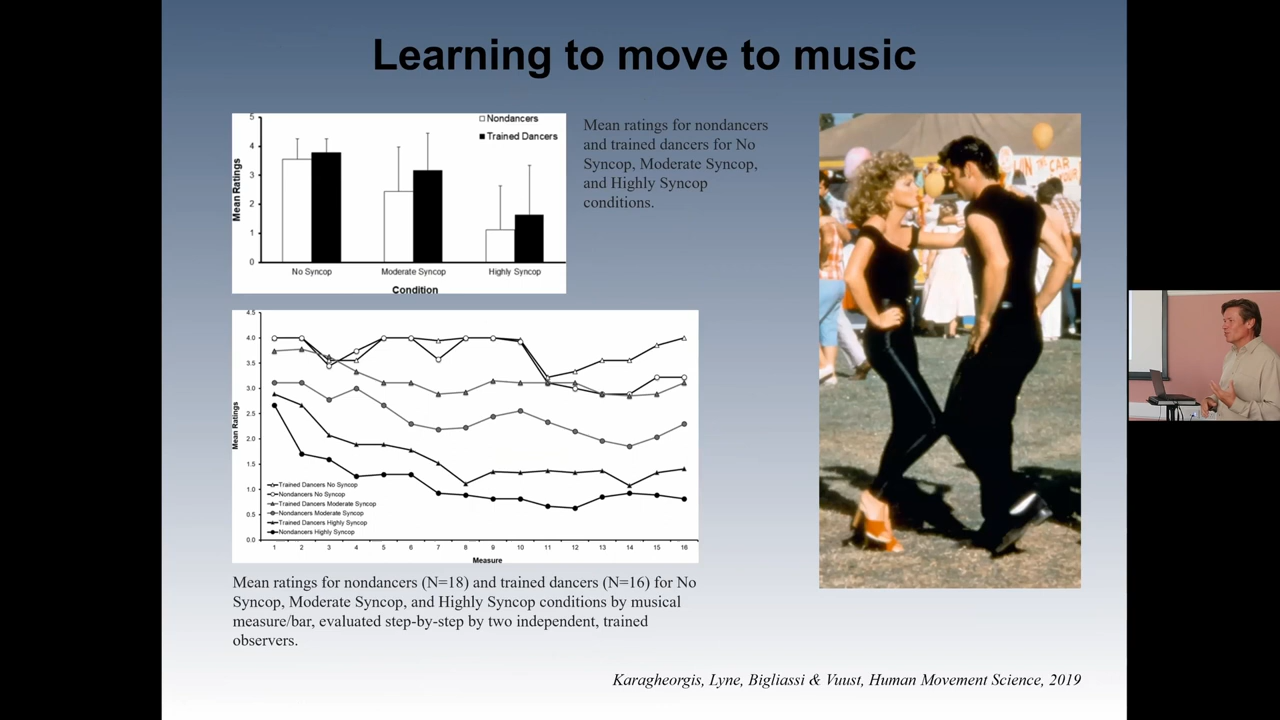 Learning to move to music
5
4
3
2
1
0
Mean Ratings
Nondancers
Trained Dancers
No Syncop
Moderate Syncop
Highly Syncop
Condition
Mean ratings for nondancers
and trained dancers for No
Syncop, Moderate Syncop,
and Highly Syncop
conditions.
4.5
4.0
3.5
3.0
2.5
2.0
1.5
1.0
0.5
0.0
Mean Ratings
Trained Dancers No Syncop
Nondancers No Syncop
Trained Dancers Moderate Syncop
Nondancers Moderate Syncop
Trained Dancers Highly Syncop
Nondancers Highly Syncop
1 2 3 4 5 6 7 8 9 10 11 12 13 14 15 16
Measure
Mean ratings for nondancers (N=18) and trained dancers (N=16) for No
Syncop, Moderate Syncop, and Highly Syncop conditions by musical
measure/bar, evaluated step-by-step by two independent, trained
observers.
Karagheorgis, Lyne, Bigliassi & Vuust, Human Movement Science, 2019